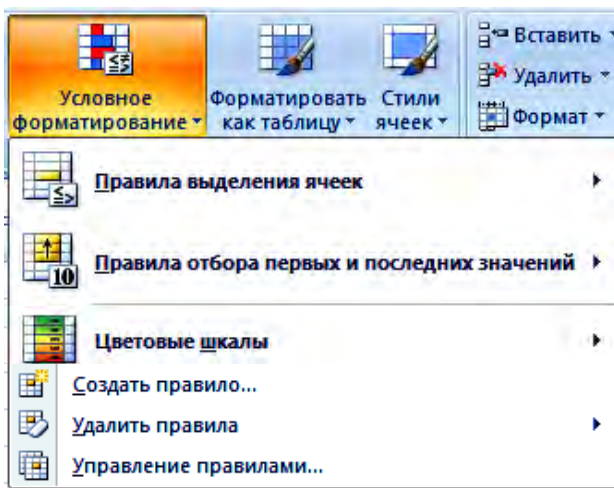 Условное форматирование
Форматировать как таблицу
Стили ячеек
Вставить
Удалить
Формат
≤≠
≤>
Правила выделения ячеек
10
Правила отбора первых и последних значений
Цветовые шкалы
Создать правило...
Удалить правила
Управление правилами...